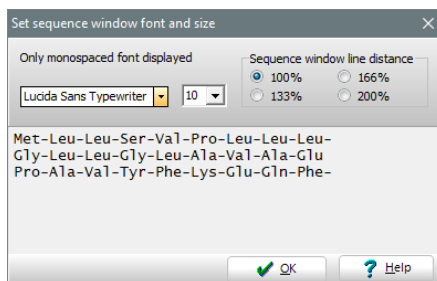 Set sequence window font and size
Only monospaced font displayed
Lucida Sans Typewriter
10
Sequence window line distance
100%
166%
133%
200%
Met-Leu-Leu-Ser-Val-Pro-Leu-Leu-Leu-
Gly-Leu-Leu-Gly-Leu-Ala-Val-Ala-Glu
Pro-Ala-Val-Tyr-Phe-Lys-Glu-Gln-Phe-
OK
Help